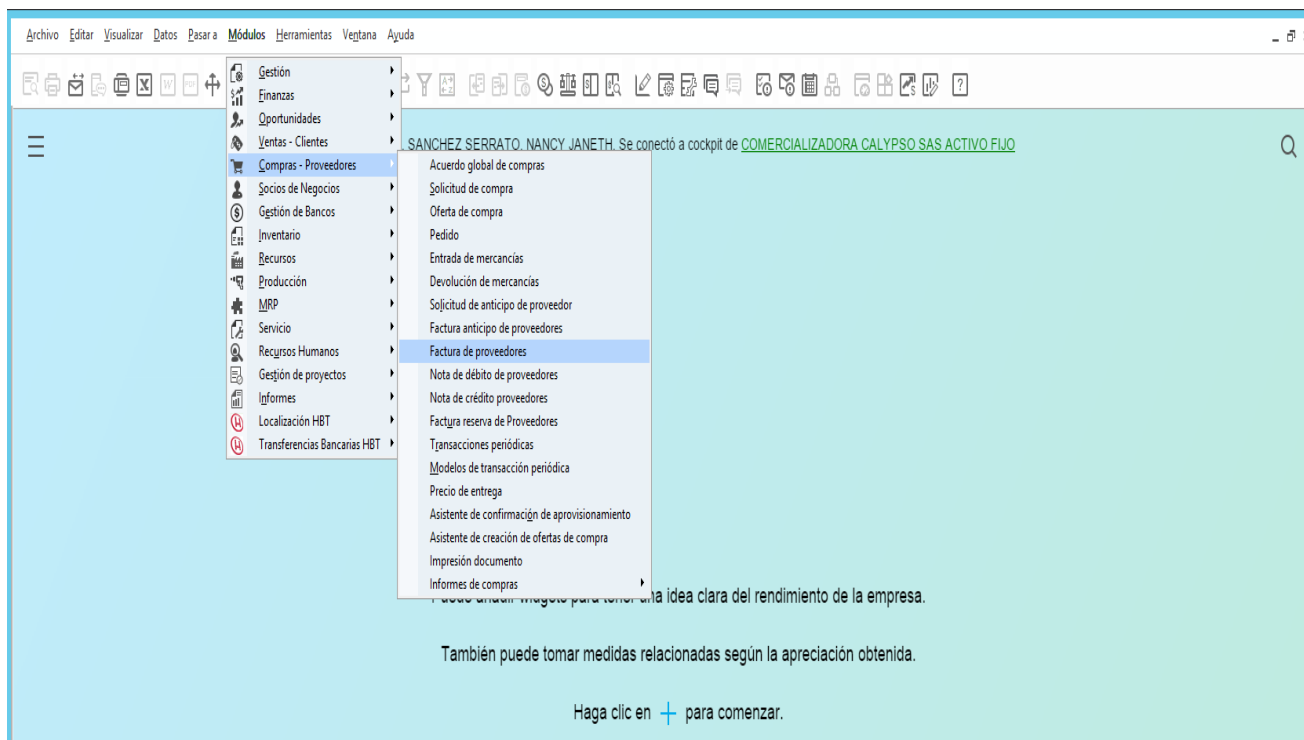 Archivo Editar Visualizar Datos Pasar a Módulos Herramientas Ventana Ayuda
Gestión
Finanzas
Oportunidades
Ventas - Clientes
Compras - Proveedores
Socios de Negocios
Gestión de Bancos
Inventario
Recursos
Producción
MRP
Servicio
Recursos Humanos
Gestión de proyectos
Informes
Localización HBT
Transferencias Bancarias HBT
SANCHEZ SERRATO, NANCY JANETH. Se conectó a cockpit de COMERCIALIZADORA CALYPSO SAS ACTIVO FIJO
Acuerdo global de compras
Solicitud de compra
Oferta de compra
Pedido
Entrada de mercancías
Devolución de mercancías
Solicitud de anticipo de proveedor
Factura anticipo de proveedores
Factura de proveedores
Nota de débito de proveedores
Nota de crédito proveedores
Factura reserva de Proveedores
Transacciones periódicas
Modelos de transacción periódica
Precio de entrega
Asistente de confirmación de aprovisionamiento
Asistente de creación de ofertas de compra
Impresión documento
Informes de compras
una idea clara del rendimiento de la empresa.
También puede tomar medidas relacionadas según la apreciación obtenida.
Haga clic en + para comenzar.